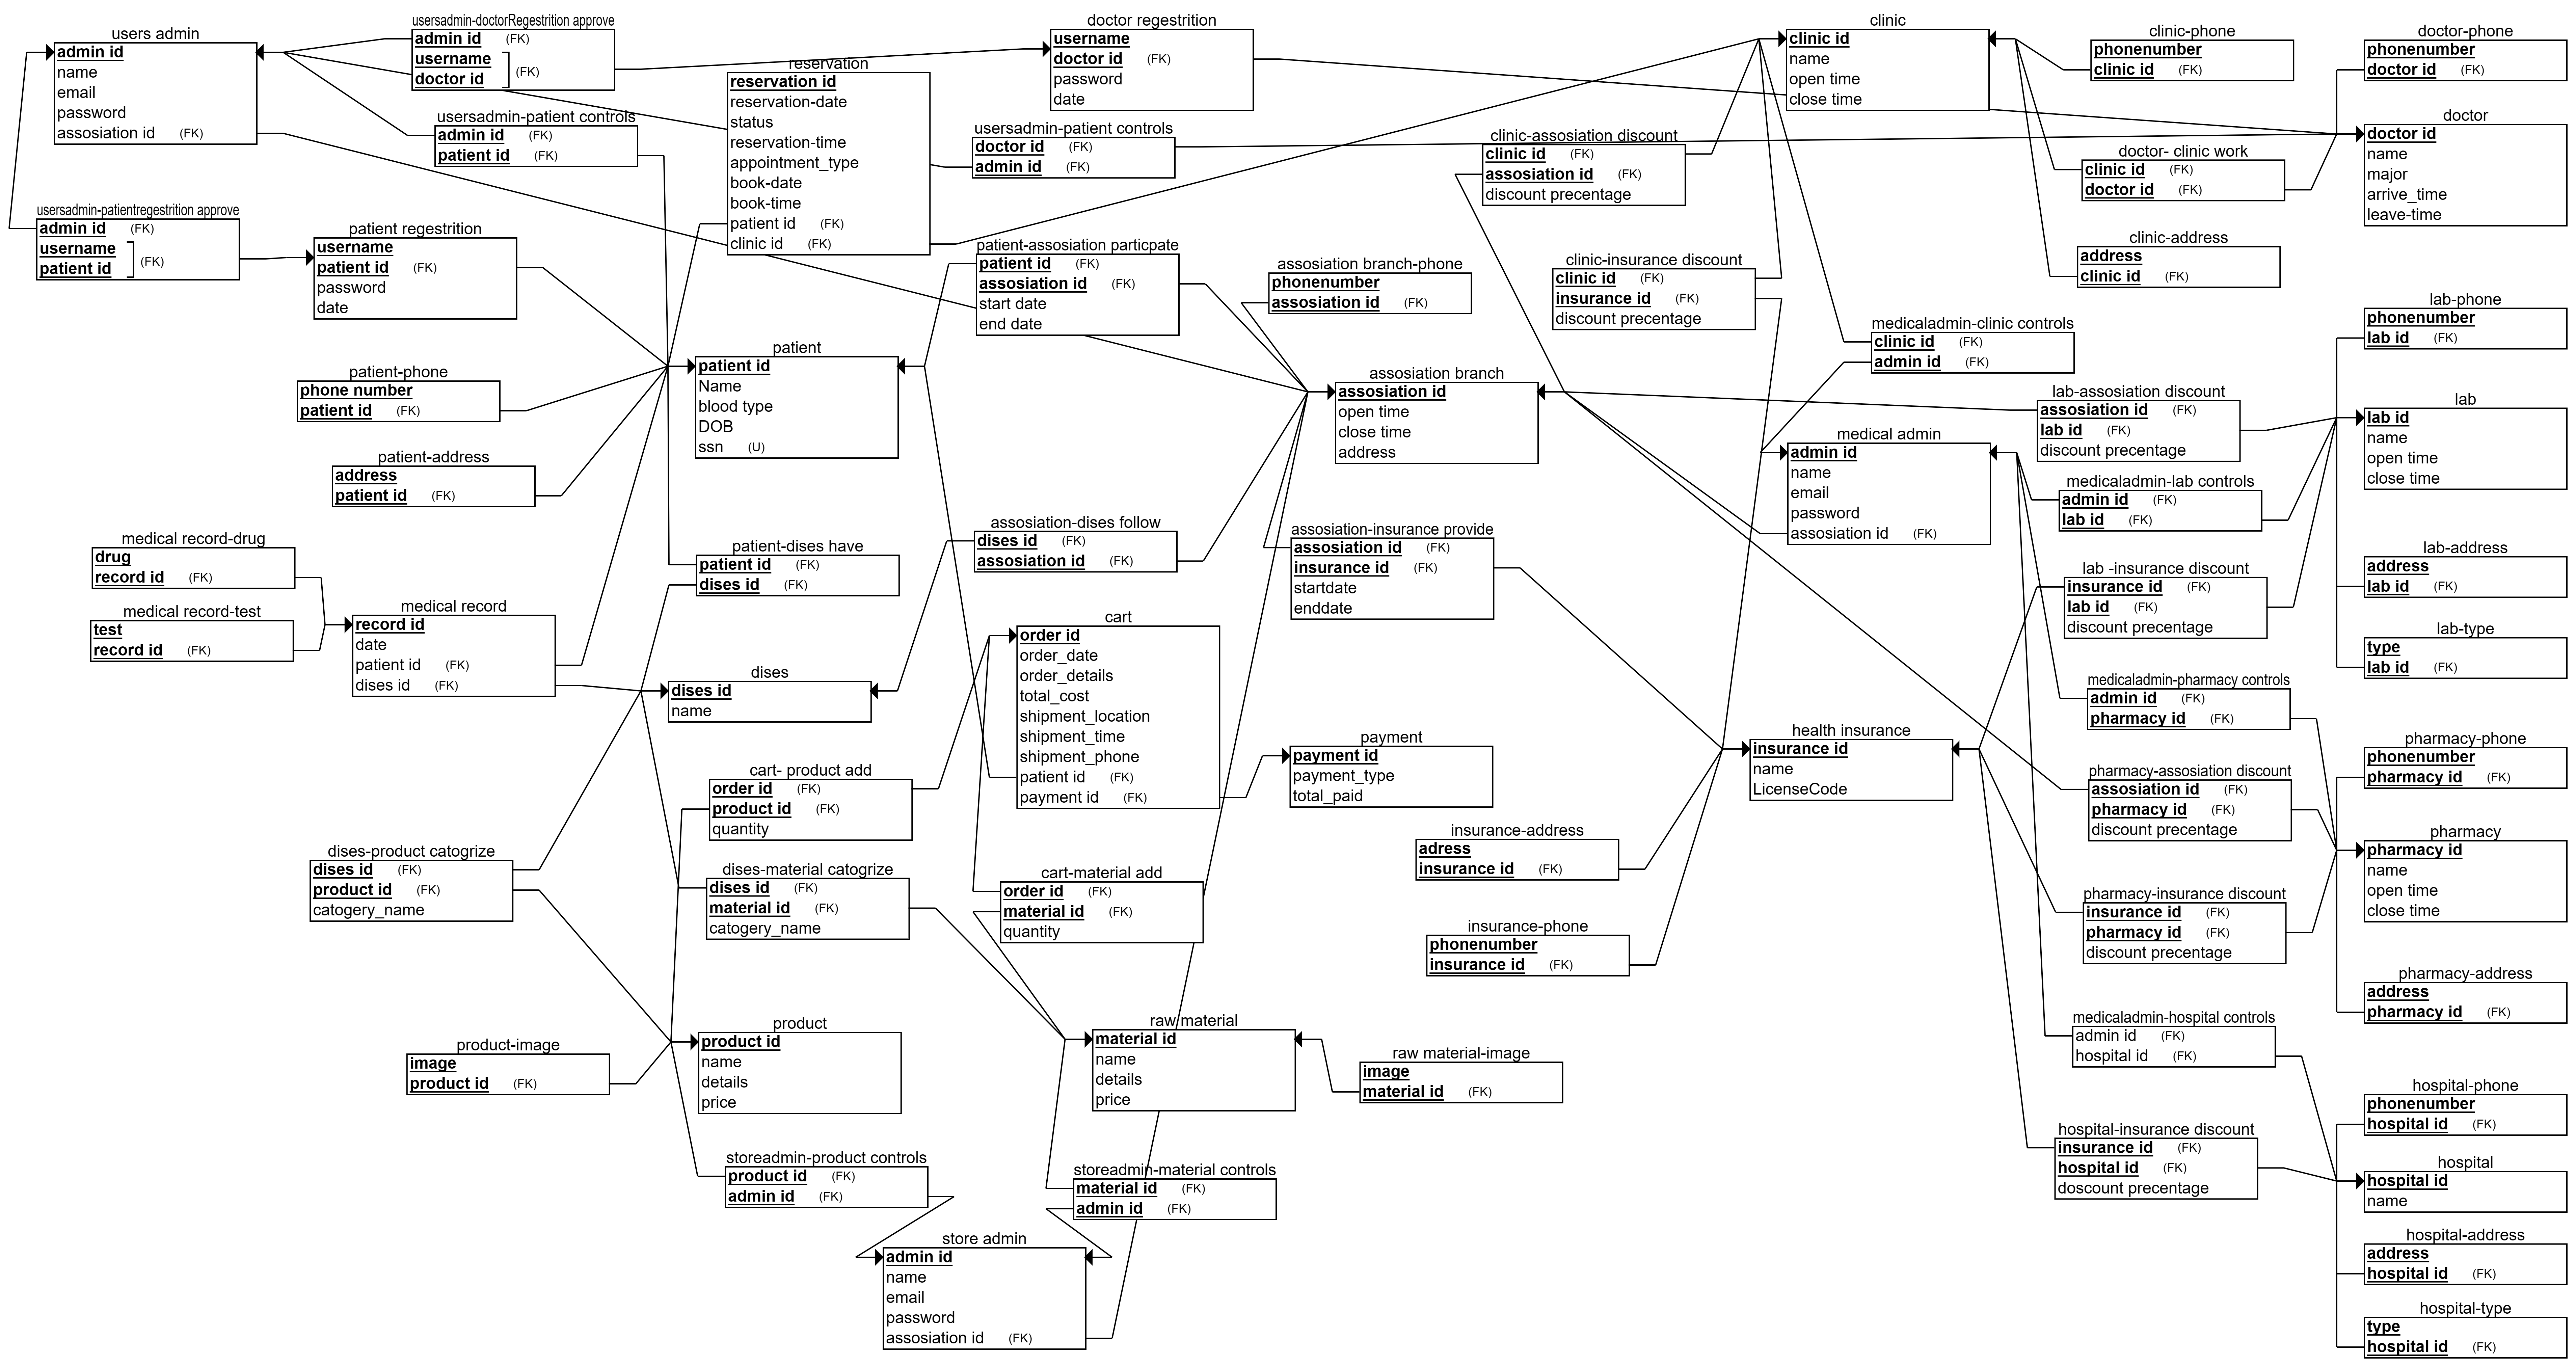 users admin
admin id (FK)
name
email
password
assosiation id (FK)
usersadmin-doctorRegestrition approve
admin id (FK)
username
doctor id
(FK)
usersadmin-patient controls
admin id (FK)
patient id (FK)
usersadmin-patientregestrition approve
admin id (FK)
username
patient id
(FK)
patient regestrition
username
patient id (FK)
password
date
reservation
reservation id
reservation-date
status
reservation-time
appointment_type
book-date
book-time
patient id (FK)
clinic id (FK)
doctor regestrition
username
doctor id (FK)
password
date
usersadmin-patient controls
doctor id (FK)
admin id (FK)
clinic
clinic id
name
open time
close time
clinic-phone
phonenumber
clinic id (FK)
doctor-phone
phonenumber
doctor id (FK)
doctor
doctor id
name
major
arrive_time
leave-time
doctor- clinic work
clinic id (FK)
doctor id (FK)
clinic-address
address
clinic id (FK)
clinic-assosiation discount
clinic id (FK)
assosiation id (FK)
discount precentage
clinic-insurance discount
clinic id (FK)
insurance id (FK)
discount precentage
patient-assosiation particpate
patient id (FK)
assosiation id (FK)
start date
end date
assosiation branch-phone
phonenumber
assosiation id (FK)
medicaladmin-clinic controls
clinic id (FK)
admin id (FK)
lab-phone
phonenumber
lab id (FK)
patient
patient id
Name
blood type
DOB
ssn (U)
patient-phone
phone number
patient id (FK)
patient-address
address
patient id (FK)
assosiation branch
assosiation id
open time
close time
address
lab-assosiation discount
assosiation id (FK)
lab id (FK)
discount precentage
lab
lab id
name
open time
close time
medical admin
admin id
name
email
password
assosiation id (FK)
medicaladmin-lab controls
admin id (FK)
lab id (FK)
medical record-drug
drug
record id (FK)
medical record-test
test
record id (FK)
medical record
record id
date
patient id (FK)
dises id (FK)
patient-dises have
patient id (FK)
dises id (FK)
assosiation-dises follow
dises id (FK)
assosiation id (FK)
assosiation-insurance provide
assosiation id (FK)
insurance id (FK)
startdate
enddate
lab -insurance discount
insurance id (FK)
lab id (FK)
discount precentage
lab-address
address
lab id (FK)
lab-type
type
lab id (FK)
dises
dises id
name
cart
order id
order_date
order_details
total_cost
shipment_location
shipment_time
shipment_phone
patient id (FK)
payment id (FK)
payment
payment id
payment_type
total_paid
health insurance
insurance id
name
LicenseCode
medicaladmin-pharmacy controls
admin id (FK)
pharmacy id (FK)
pharmacy-phone
phonenumber
pharmacy id (FK)
pharmacy-assosiation discount
assosiation id (FK)
pharmacy id (FK)
discount precentage
pharmacy
pharmacy id
name
open time
close time
cart- product add
order id (FK)
product id (FK)
quantity
insurance-address
adress
insurance id (FK)
insurance-phone
phonenumber
insurance id (FK)
dises-product catogrize
dises id (FK)
product id (FK)
catogery_name
dises-material catogrize
dises id (FK)
material id (FK)
catogery_name
cart-material add
order id (FK)
material id (FK)
quantity
pharmacy-insurance discount
insurance id (FK)
pharmacy id (FK)
discount precentage
pharmacy-address
address
pharmacy id (FK)
product-image
image
product id (FK)
product
product id
name
details
price
raw material
material id
name
details
price
raw material-image
image
material id (FK)
medicaladmin-hospital controls
admin id (FK)
hospital id (FK)
hospital-phone
phonenumber
hospital id (FK)
hospital-insurance discount
insurance id (FK)
hospital id (FK)
doscount precentage
hospital
hospital id
name
storeadmin-product controls
product id (FK)
admin id (FK)
storeadmin-material controls
material id (FK)
admin id (FK)
store admin
admin id
name
email
password
assosiation id (FK)
hospital-address
address
hospital id (FK)
hospital-type
type
hospital id (FK)